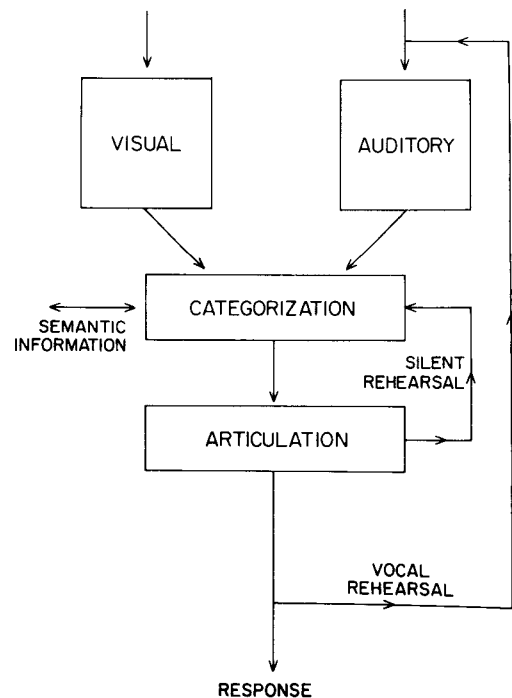 VISUAL
AUDITORY
CATEGORIZATION
SEMANTIC
INFORMATION
SILENT
REHEARSAL
ARTICULATION
VOCAL
REHEARSAL
RESPONSE